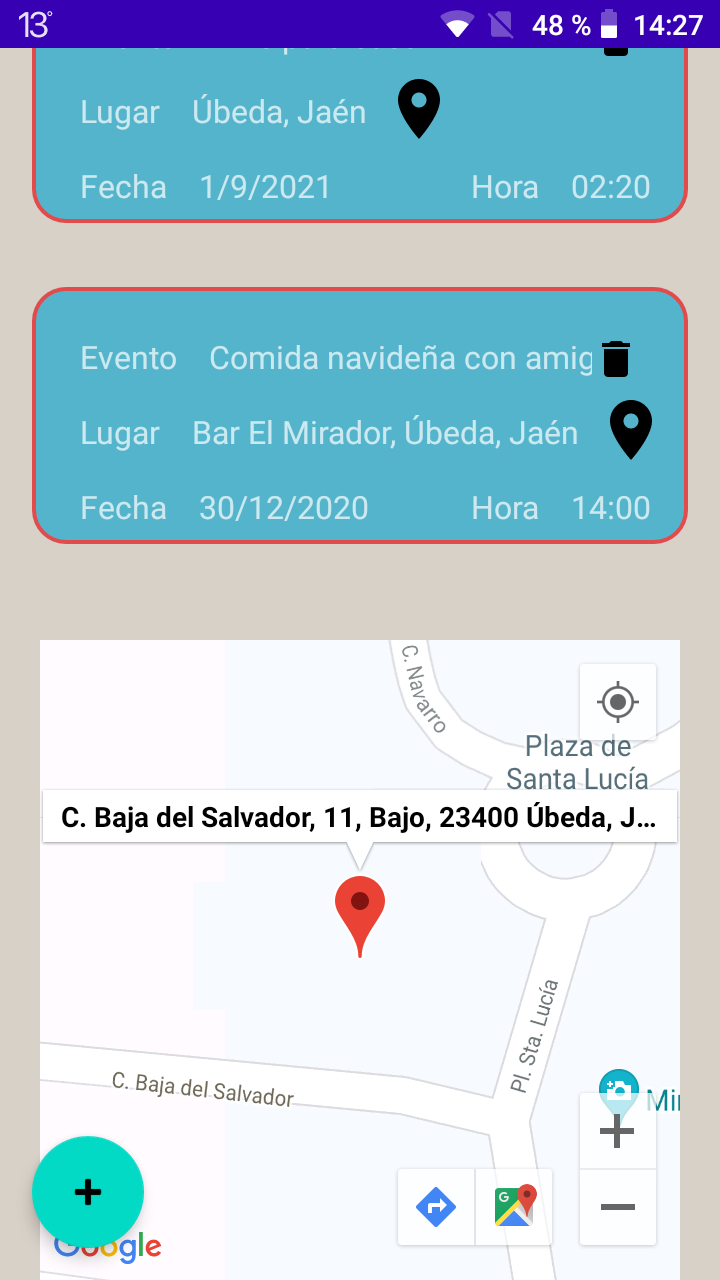 13°
48 %
14:27
Lugar Úbeda, Jaén
Fecha 1/9/2021 Hora 02:20
Evento Comida navideña con amig
Lugar Bar El Mirador, Úbeda, Jaén
Fecha 30/12/2020 Hora 14:00
C. Navarro
Plaza de
Santa Lucía
C. Baja del Salvador, 11, Bajo, 23400 Úbeda, J...
Pl. Sta. Lucía
C. Baja del Salvador
Mi
G
Google